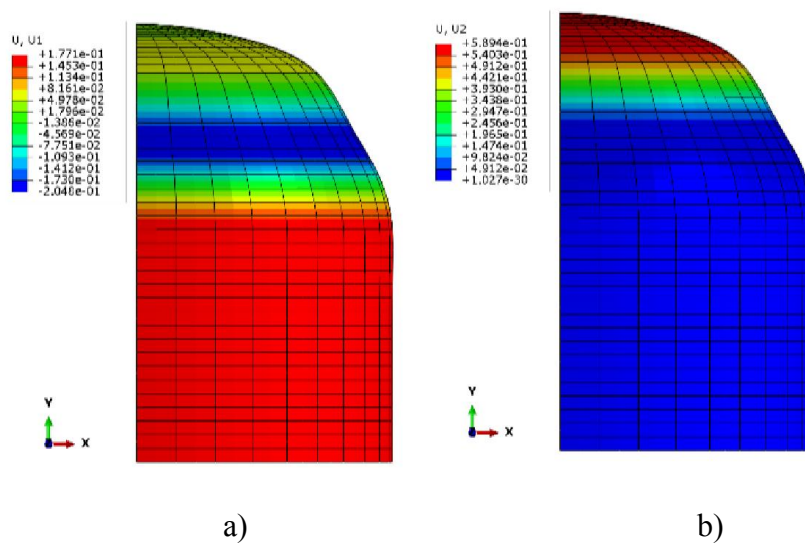 U, U1
+1.771e-01
+1.453e-01
+1.134e-01
+8.161e-02
+4.978e-02
+1.796e-02
-1.386e-02
-4.569e-02
-7.751e-02
-1.093e-01
-1.412e-01
-1.730e-01
-2.048e-01
Y
X
a)
U, U2
+5.894e-01
+5.403e-01
+4.912e-01
+4.421e-01
+3.930e-01
+3.438e-01
+2.947e-01
+2.456e-01
+1.965e-01
+1.474e-01
+9.824e-02
+4.912e-02
+1.027e-30
Y
X
b)